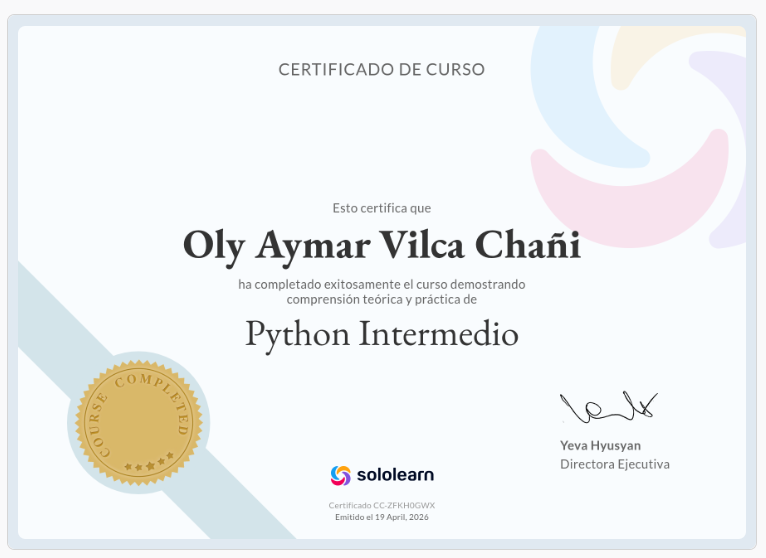 CERTIFICADO DE CURSO
Esto certifica que
Oly Aymar Vilca Chañi
ha completado exitosamente el curso demostrando
comprensión teórica y práctica de
Python Intermedio
COURSE COMPLETED
Yeva Hyusyan
Directora Ejecutiva
sololearn
Certificado CC-ZFKH0GWX
Emitido el 19 April, 2026